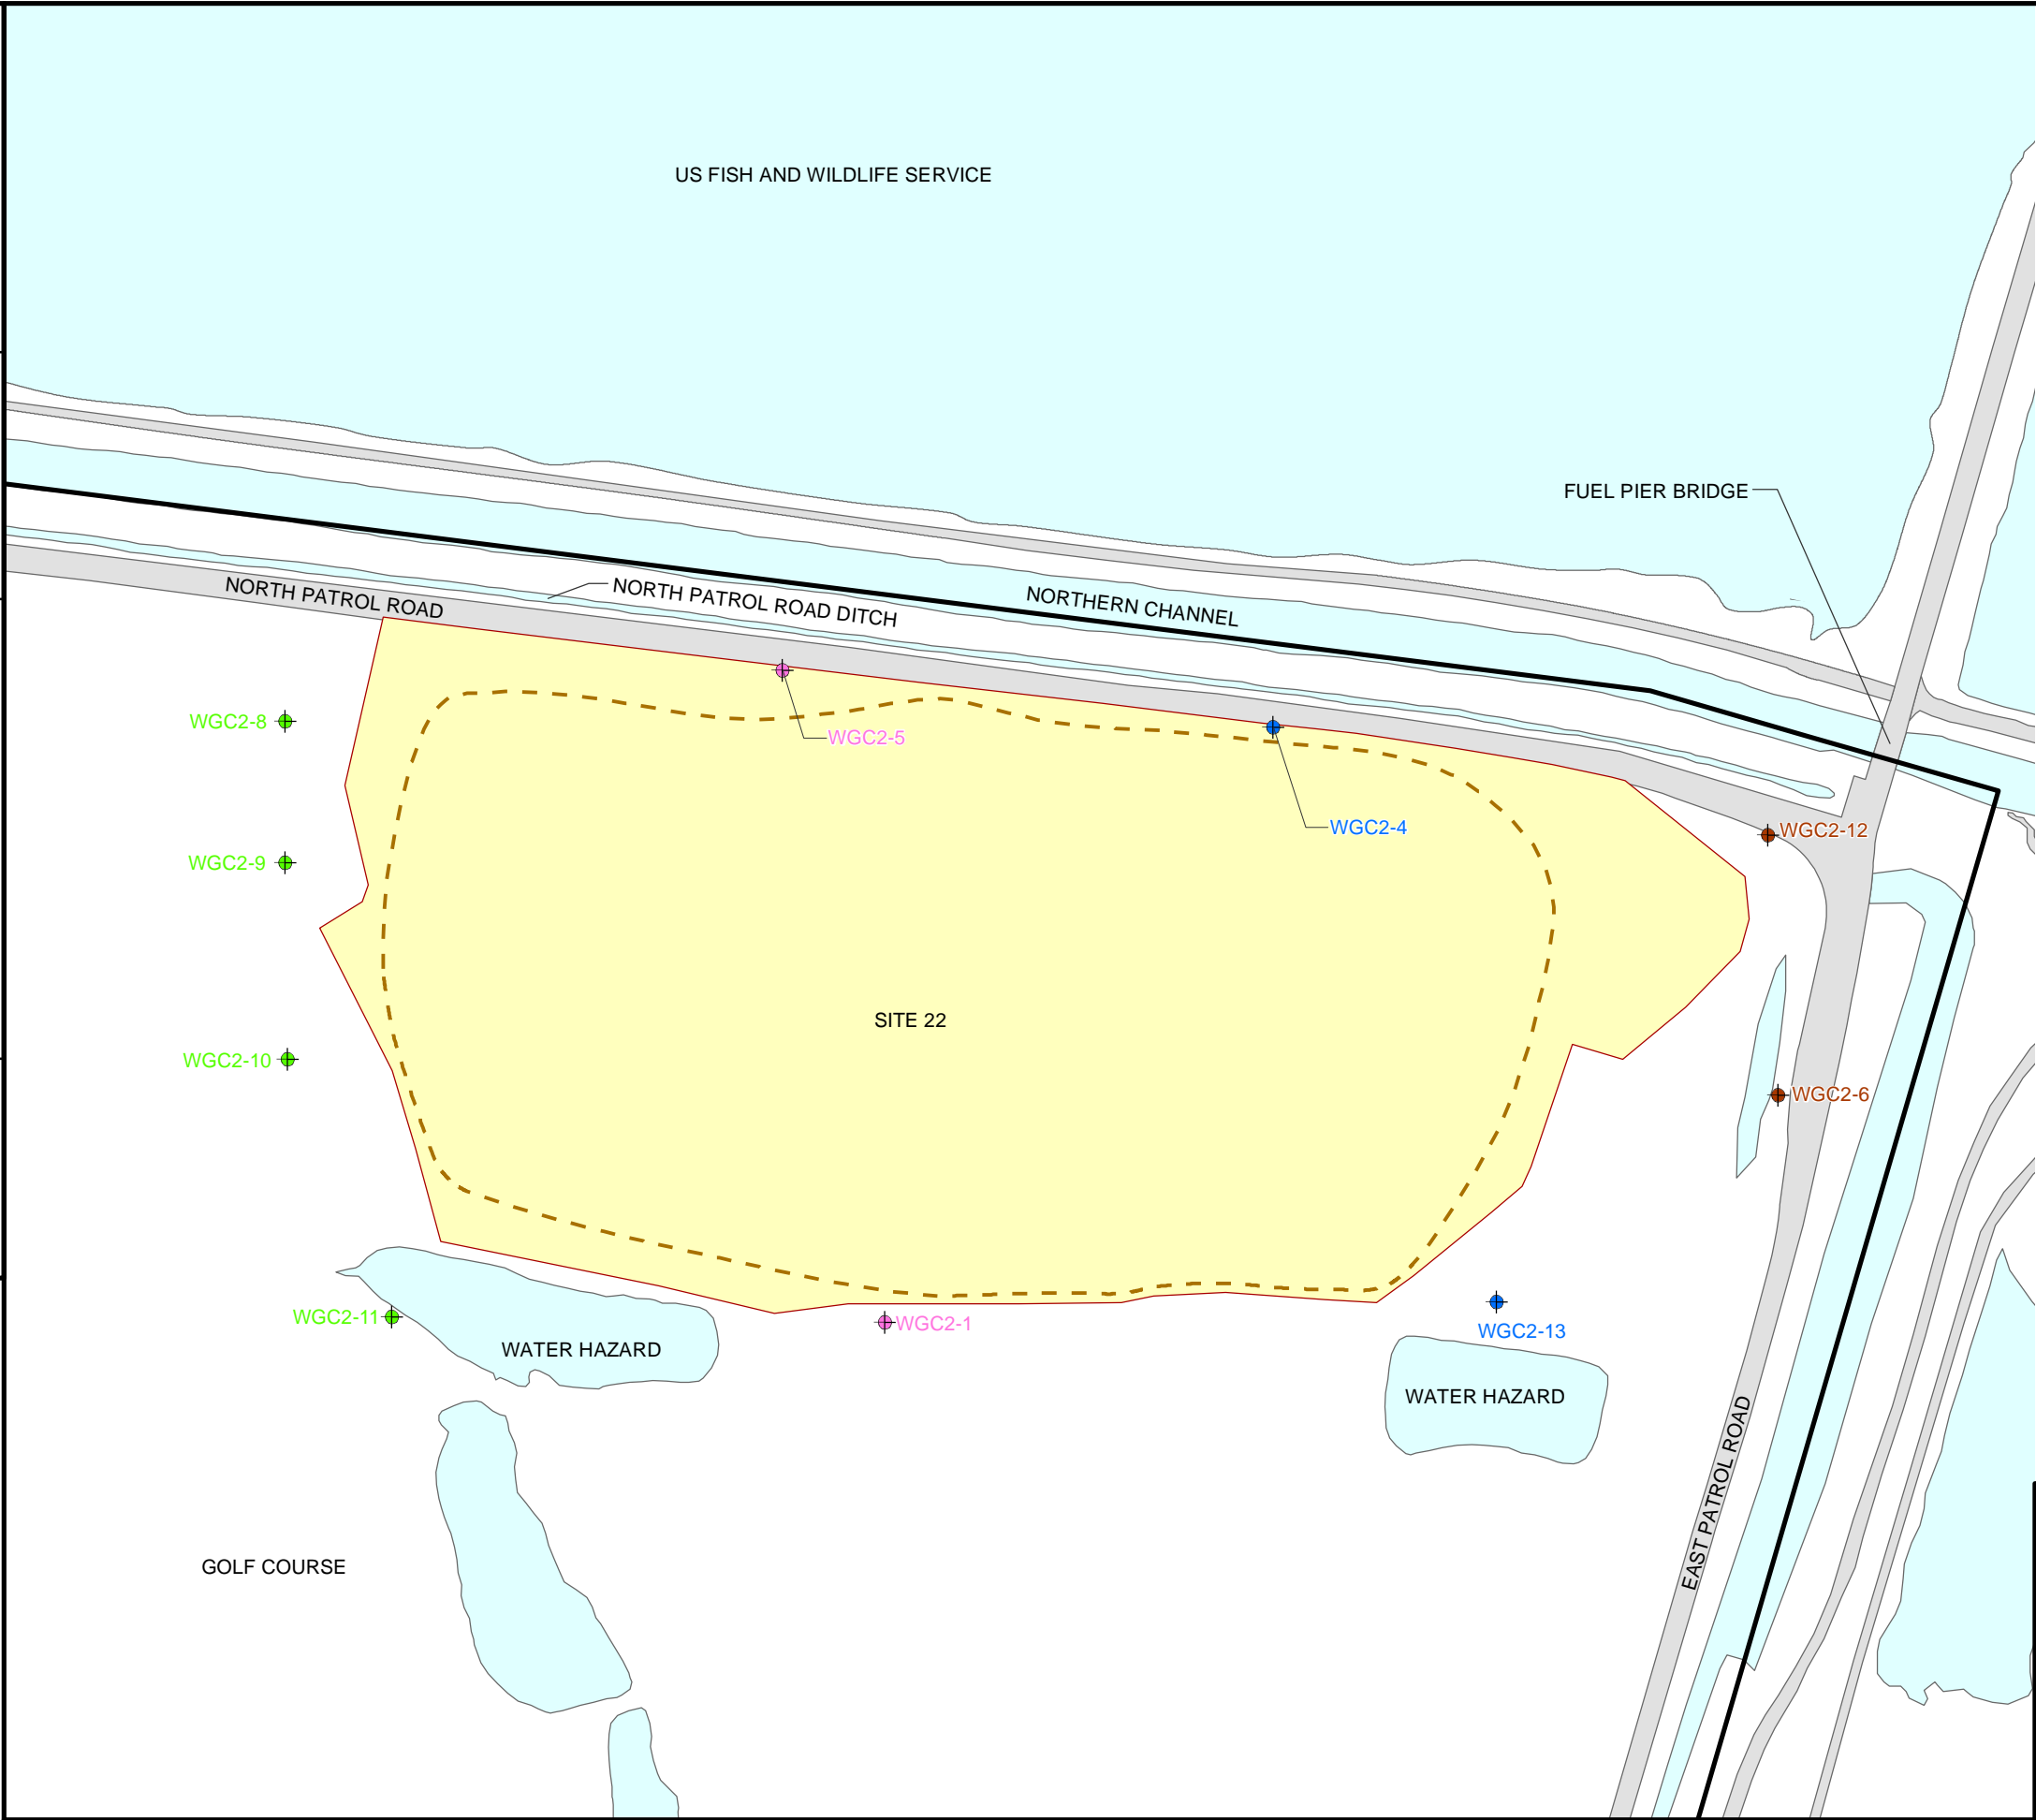 US FISH AND WILDLIFE SERVICE
FUEL PIER BRIDGE
NORTH PATROL ROAD
NORTH PATROL ROAD DITCH
NORTHERN CHANNEL
WGC2-8
WGC2-5
WGC2-4
WGC2-12
WGC2-9
SITE 22
WGC2-10
WGC2-6
WGC2-11
WGC2-1
WGC2-13
WATER HAZARD
WATER HAZARD
EAST PATROL ROAD
GOLF COURSE